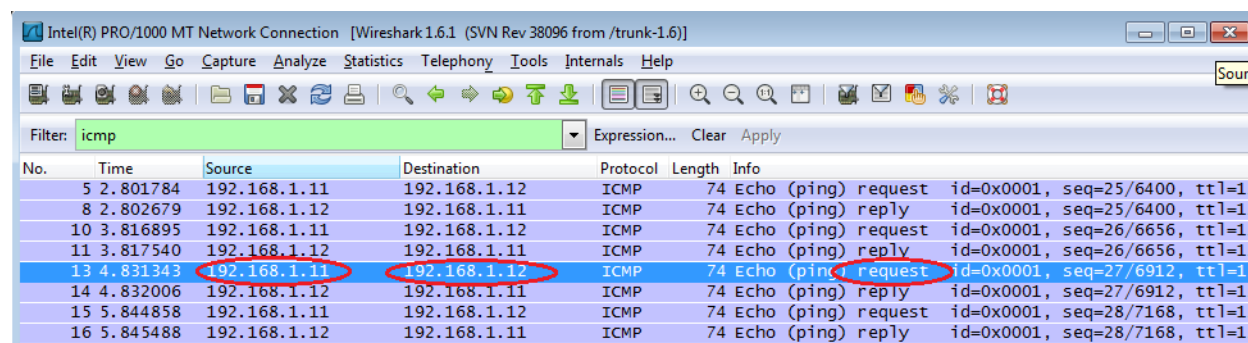 Intel(R) PRO/1000 MT Network Connection [Wireshark 1.6.1 (SVN Rev 38096 from /trunk-1.6)]
File Edit View Go Capture Analyze Statistics Telephony Tools Internals Help
Sour
Filter: icmp Expression... Clear Apply
No. Time Source Destination Protocol Length Info
5 2.801784 192.168.1.11 192.168.1.12 ICMP 74 Echo (ping) request id=0x0001, seq=25/6400, ttl=1
8 2.802679 192.168.1.12 192.168.1.11 ICMP 74 Echo (ping) reply id=0x0001, seq=25/6400, ttl=1
10 3.816895 192.168.1.11 192.168.1.12 ICMP 74 Echo (ping) request id=0x0001, seq=26/6656, ttl=1
11 3.817540 192.168.1.12 192.168.1.11 ICMP 74 Echo (ping) reply id=0x0001, seq=26/6656, ttl=1
13 4.831343 192.168.1.11 192.168.1.12 ICMP 74 Echo (ping) request id=0x0001, seq=27/6912, ttl=1
14 4.832006 192.168.1.12 192.168.1.11 ICMP 74 Echo (ping) reply id=0x0001, seq=27/6912, ttl=1
15 5.844858 192.168.1.11 192.168.1.12 ICMP 74 Echo (ping) request id=0x0001, seq=28/7168, ttl=1
16 5.845488 192.168.1.12 192.168.1.11 ICMP 74 Echo (ping) reply id=0x0001, seq=28/7168, ttl=1